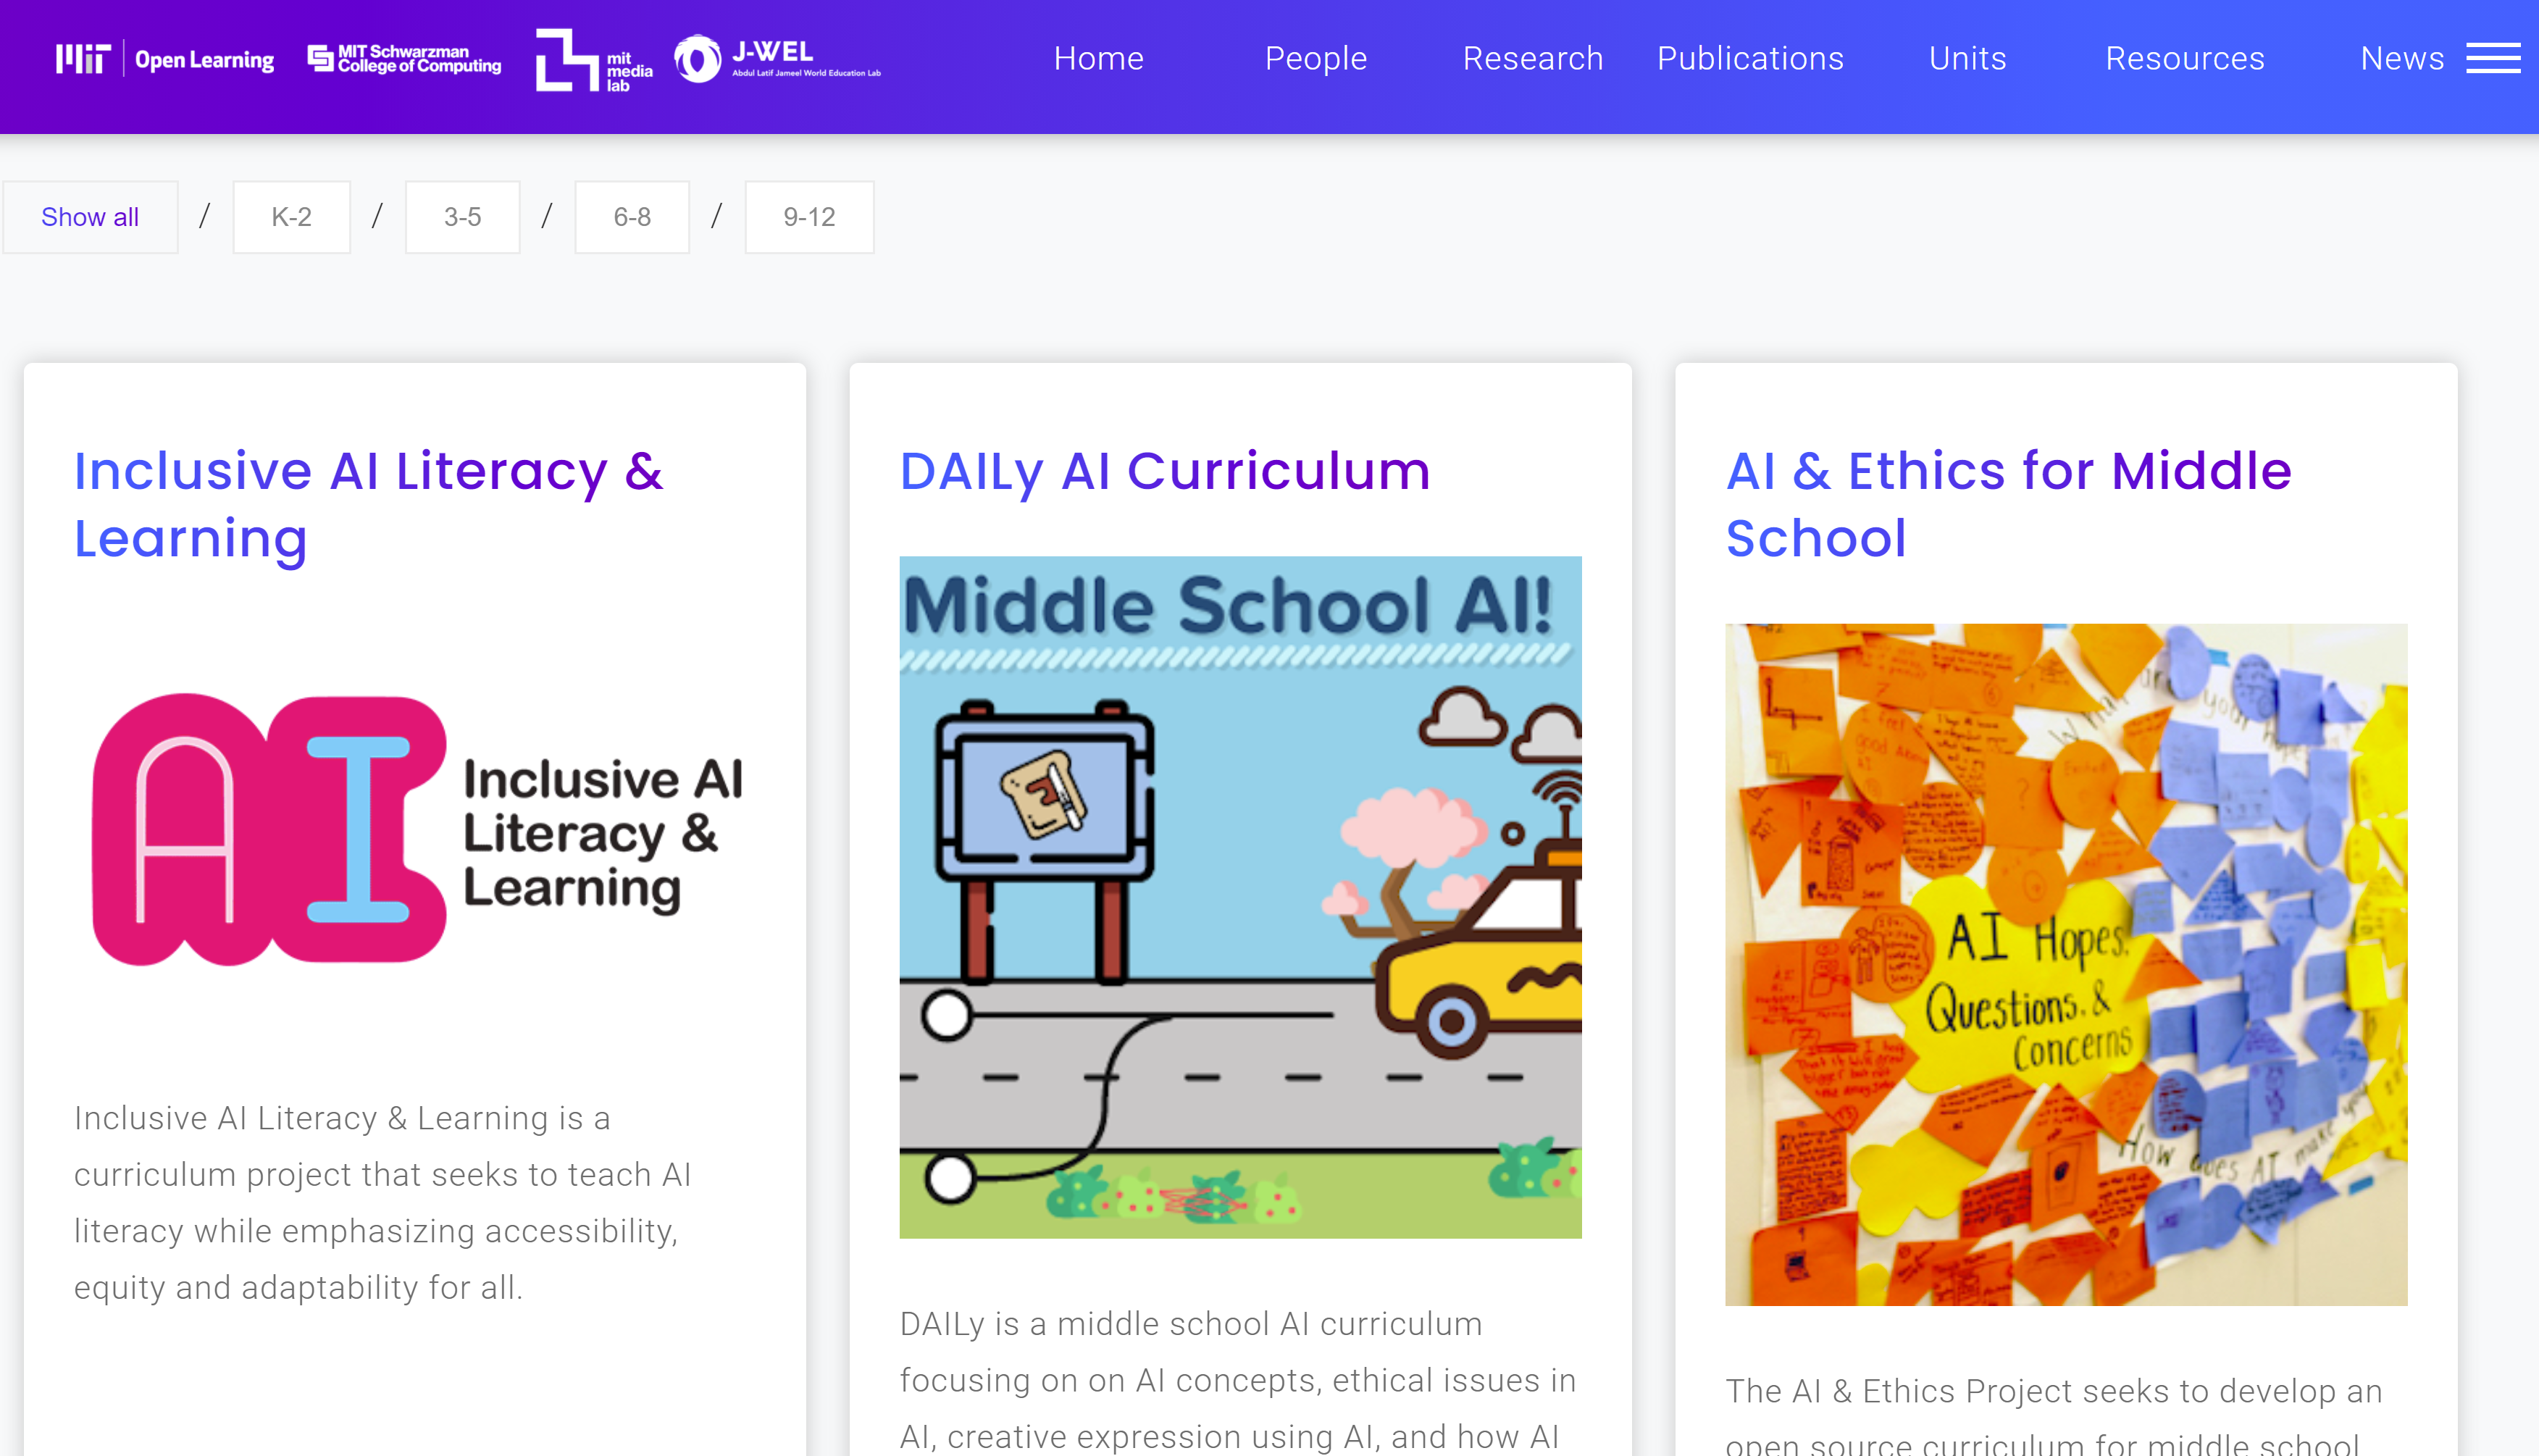 MIT Open Learning
MIT Schwarzman
College of Computing
mit
media
lab
J-WEL
Abdul Latif Jameel World Education Lab
Home People Research Publications Units Resources News
Show all / K-2 / 3-5 / 6-8 / 9-12
Inclusive AI Literacy &
Learning
AI
Inclusive AI
Literacy &
Learning
Inclusive AI Literacy & Learning is a
curriculum project that seeks to teach AI
literacy while emphasizing accessibility,
equity and adaptability for all.
DAILy AI Curriculum
Middle School AI!
DAILy is a middle school AI curriculum
focusing on on AI concepts, ethical issues in
AI, creative expression using AI, and how AI
AI & Ethics for Middle
School
What are your hopes
AI Hopes,
Questions, &
Concerns
How does AI make you
The AI & Ethics Project seeks to develop an
open source curriculum for middle school